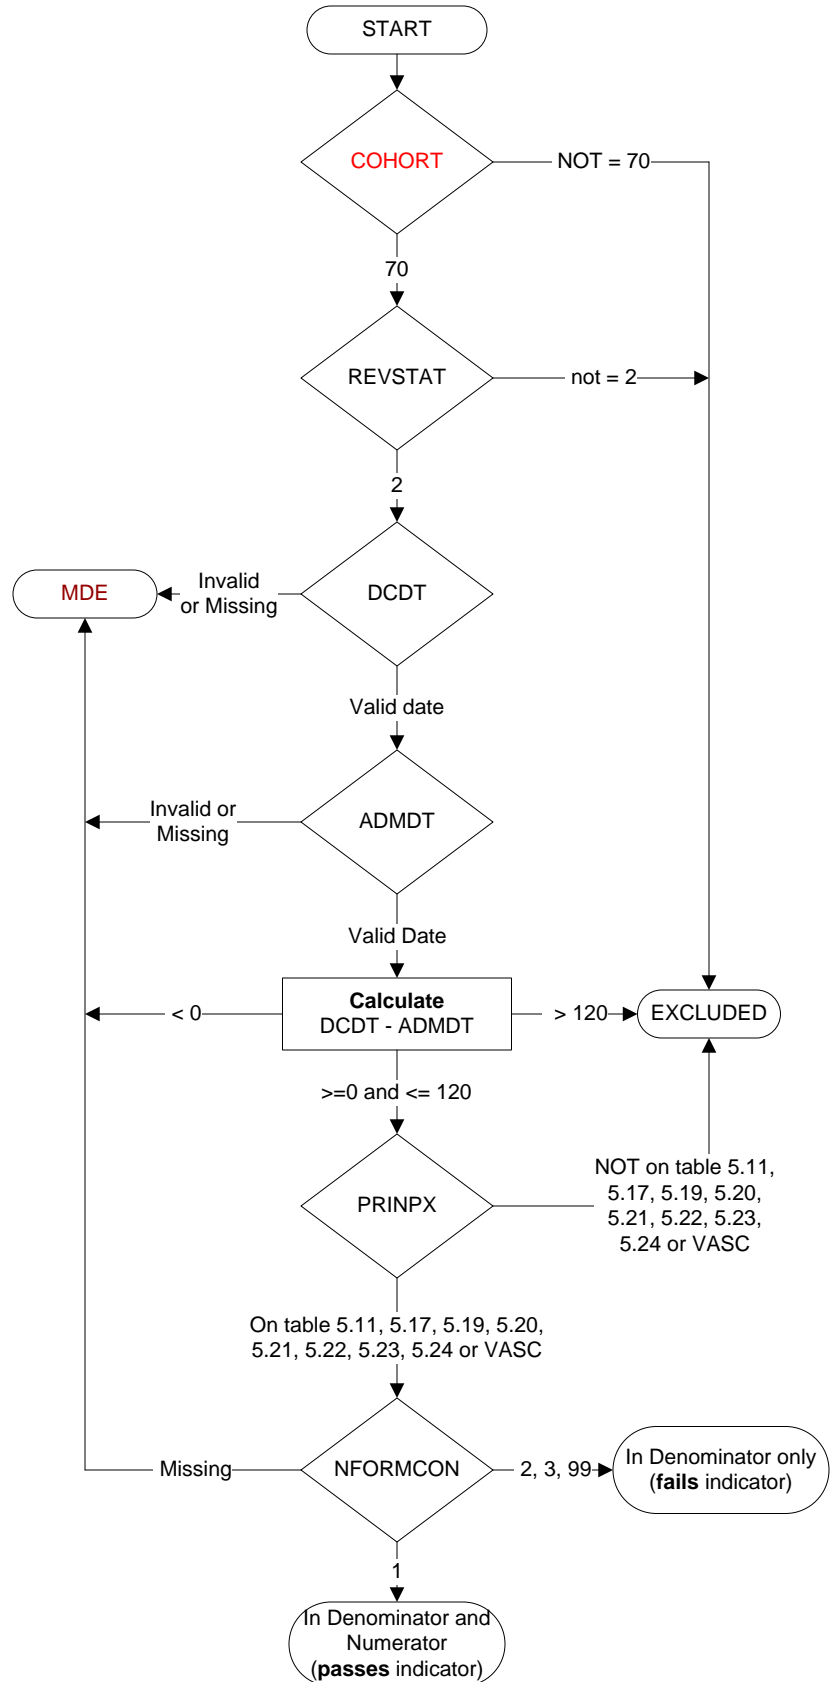 START
COHORT
NOT = 70
70
REVSTAT
not = 2
2
MDE
Invalid
or Missing
DCDT
Valid date
Invalid or
Missing
ADMDT
Valid Date
< 0
Calculate
DCDT - ADMDT
> 120
EXCLUDED
>=0 and <= 120
PRINPX
NOT on table 5.11,
5.17, 5.19, 5.20,
5.21, 5.22, 5.23,
5.24 or VASC
On table 5.11, 5.17, 5.19, 5.20,
5.21, 5.22, 5.23, 5.24 or VASC
Missing
NFORMCON
2, 3, 99
In Denominator only
(fails indicator)
1
In Denominator and
Numerator
(passes indicator)